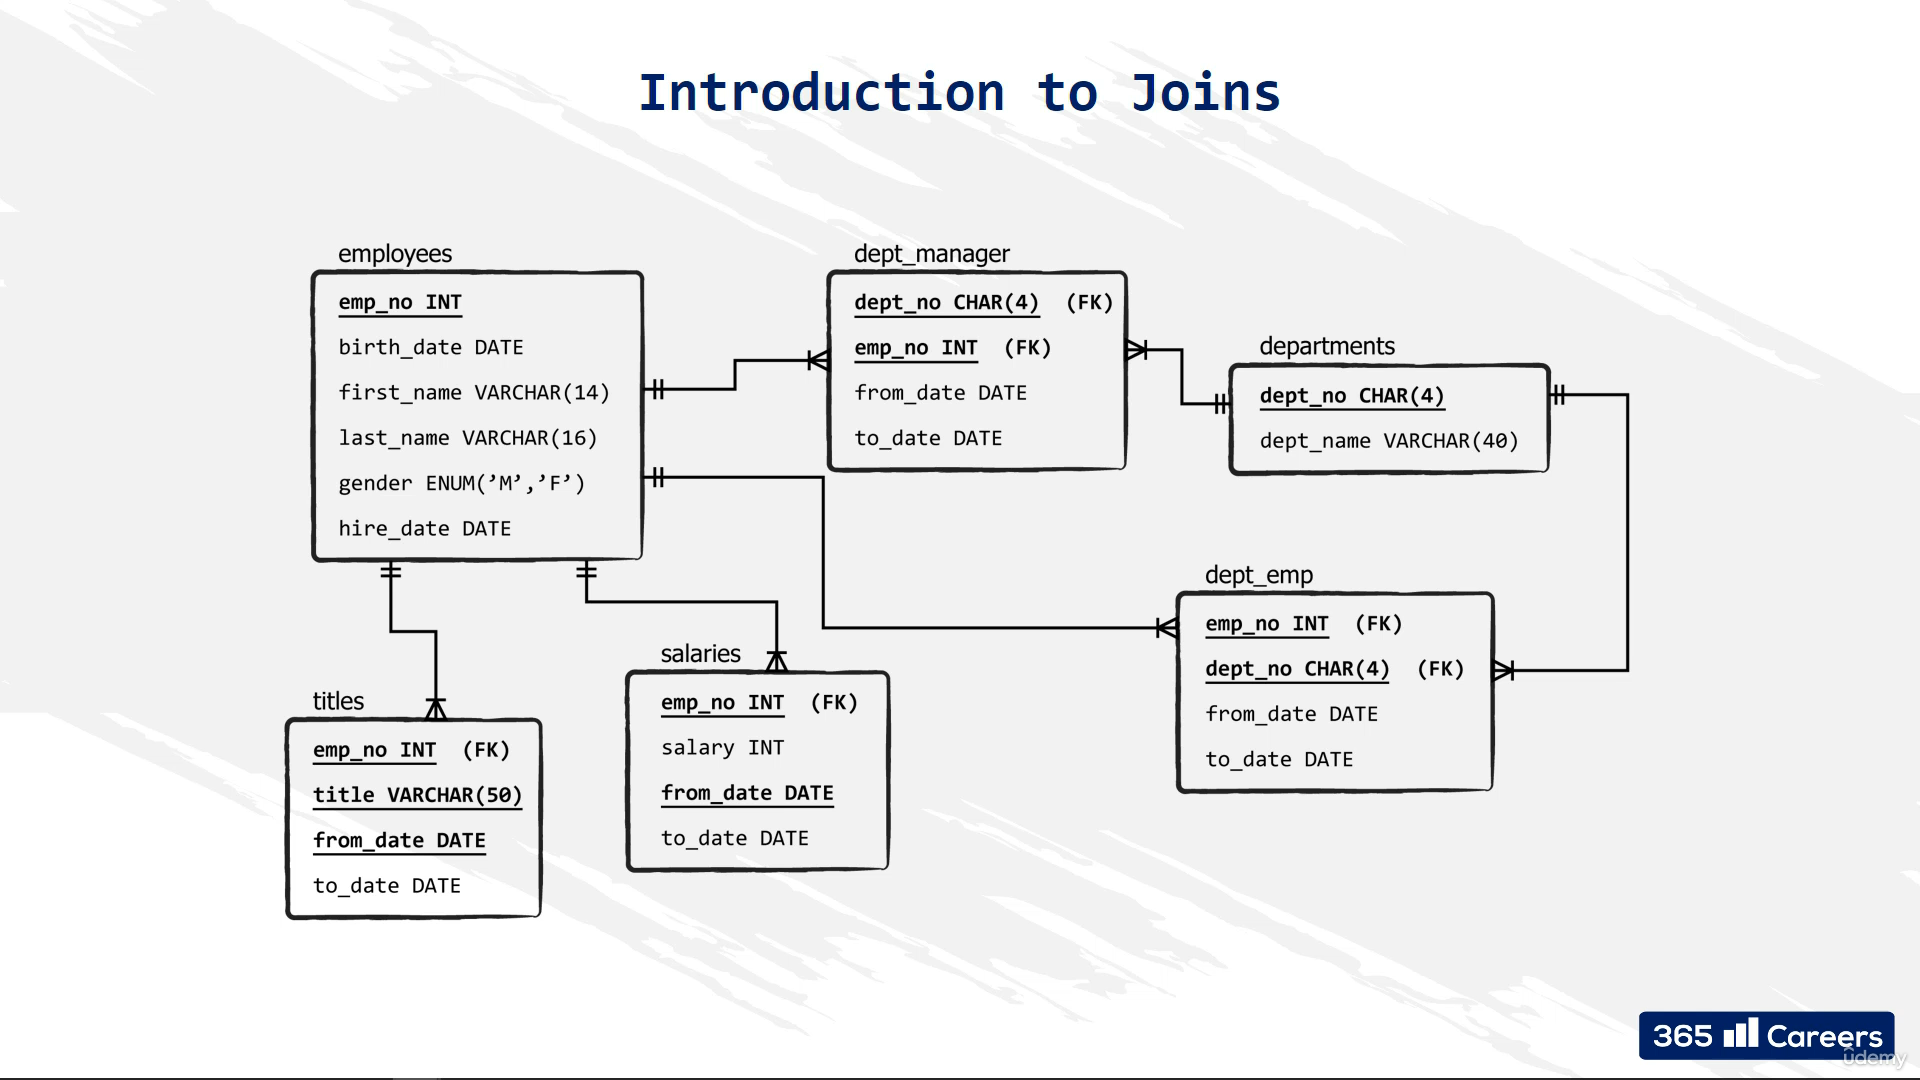 Introduction to Joins
employees
emp_no INT
birth_date DATE
first_name VARCHAR(14)
last_name VARCHAR(16)
gender ENUM(’M’,’F’)
hire_date DATE
dept_manager
dept_no CHAR(4) (FK)
emp_no INT (FK)
from_date DATE
to_date DATE
departments
dept_no CHAR(4)
dept_name VARCHAR(40)
dept_emp
emp_no INT (FK)
dept_no CHAR(4) (FK)
from_date DATE
to_date DATE
salaries
emp_no INT (FK)
salary INT
from_date DATE
to_date DATE
titles
emp_no INT (FK)
title VARCHAR(50)
from_date DATE
to_date DATE
365 Careers
udemy